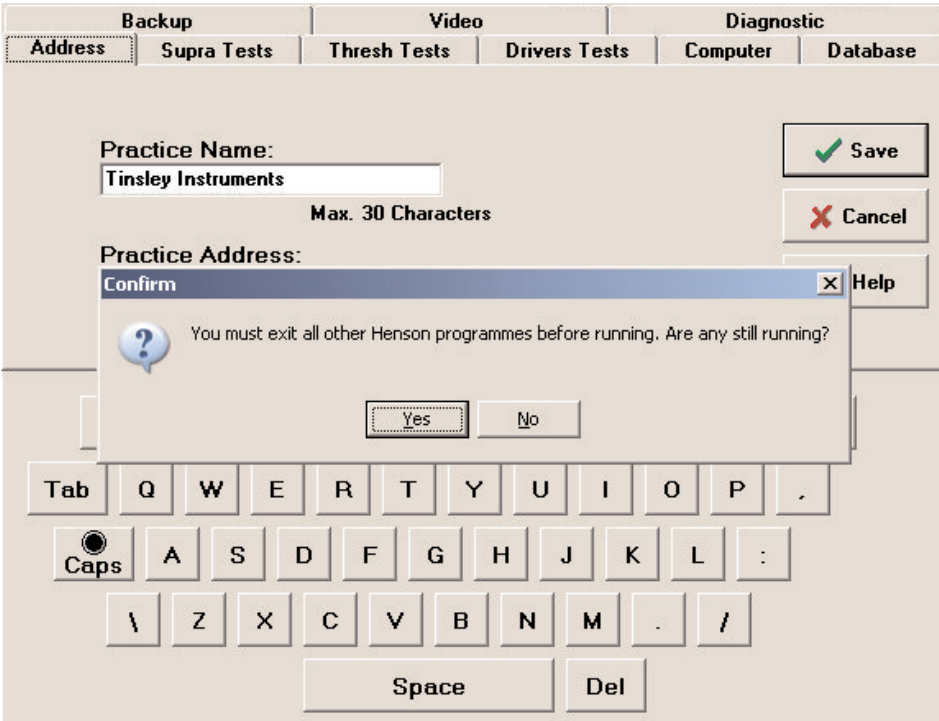 Backup Video Diagnostic
Address Supra Tests Thresh Tests Drivers Tests Computer Database
Practice Name:
Tinsley Instruments
Max. 30 Characters
Save
Cancel
Practice Address:
Help
Confirm
You must exit all other Henson programmes before running. Are any still running?
Yes No
Tab Q W E R T Y U I O P ,
Caps A S D F G H J K L :
\ Z X C V B N M . /
Space Del